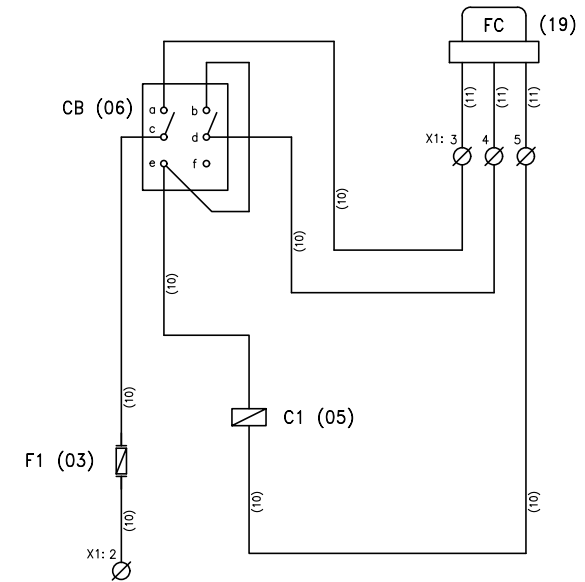 FC (19)
(11) (11) (11)
CB (06)
a b
c d
e f
X1: 3 4 5
(10)
(10)
(10)
(10)
C1 (05)
F1 (03)
(10) (10)
(10)
X1: 2